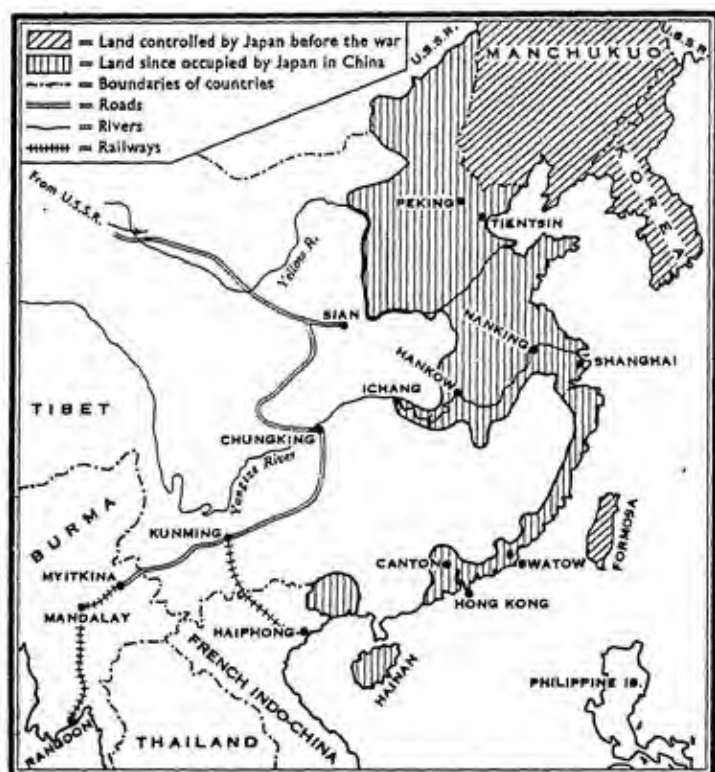 = Land controlled by Japan before the war
= Land since occupied by Japan in China
= Boundaries of countries
= Roads
= Rivers
= Railways
U.S.S.R.
MANCHUKUO
U.S.S.R.
KOREA
From U.S.S.R.
PEKING
TIENTSIN
Yellow R.
SIAN
NANKING
SHANGHAI
HANKOW
ICHANG
TIBET
CHUNGKING
Yangtze River
BURMA
KUNMING
FORMOSA
CANTON
SWATOW
MYITKINA
HONG KONG
MANDALAY
HAIPHONG
FRENCH INDO-CHINA
HAINAN
PHILIPPINE IS.
RANGOON
THAILAND